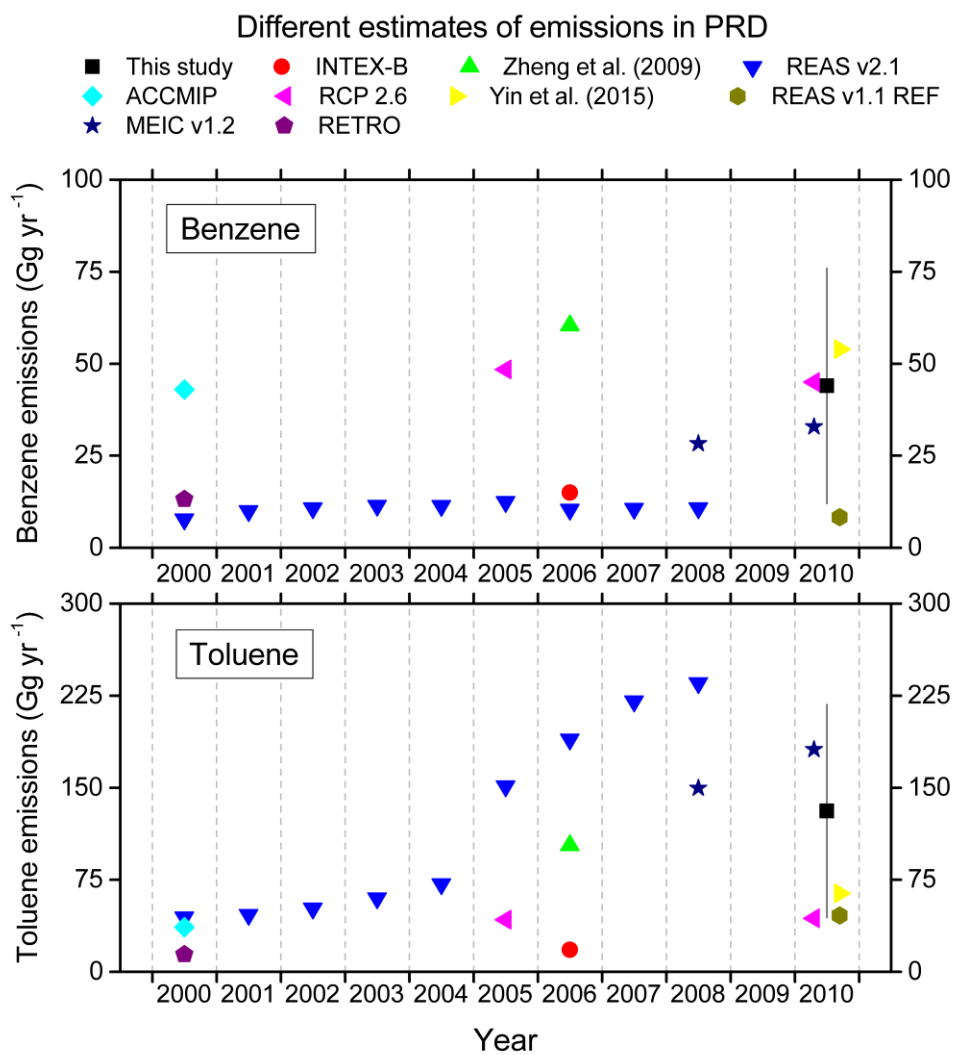 Different estimates of emissions in PRD
This study INTEX-B Zheng et al. (2009) REAS v2.1
ACCMIP RCP 2.6 Yin et al. (2015) REAS v1.1 REF
MEIC v1.2 RETRO
Benzene emissions (Gg yr⁻¹)
100 100
Benzene
75 75
50 50
25 25
0 0
2000 2001 2002 2003 2004 2005 2006 2007 2008 2009 2010
Toluene emissions (Gg yr⁻¹)
300 300
Toluene
225 225
150 150
75 75
0 0
2000 2001 2002 2003 2004 2005 2006 2007 2008 2009 2010
Year